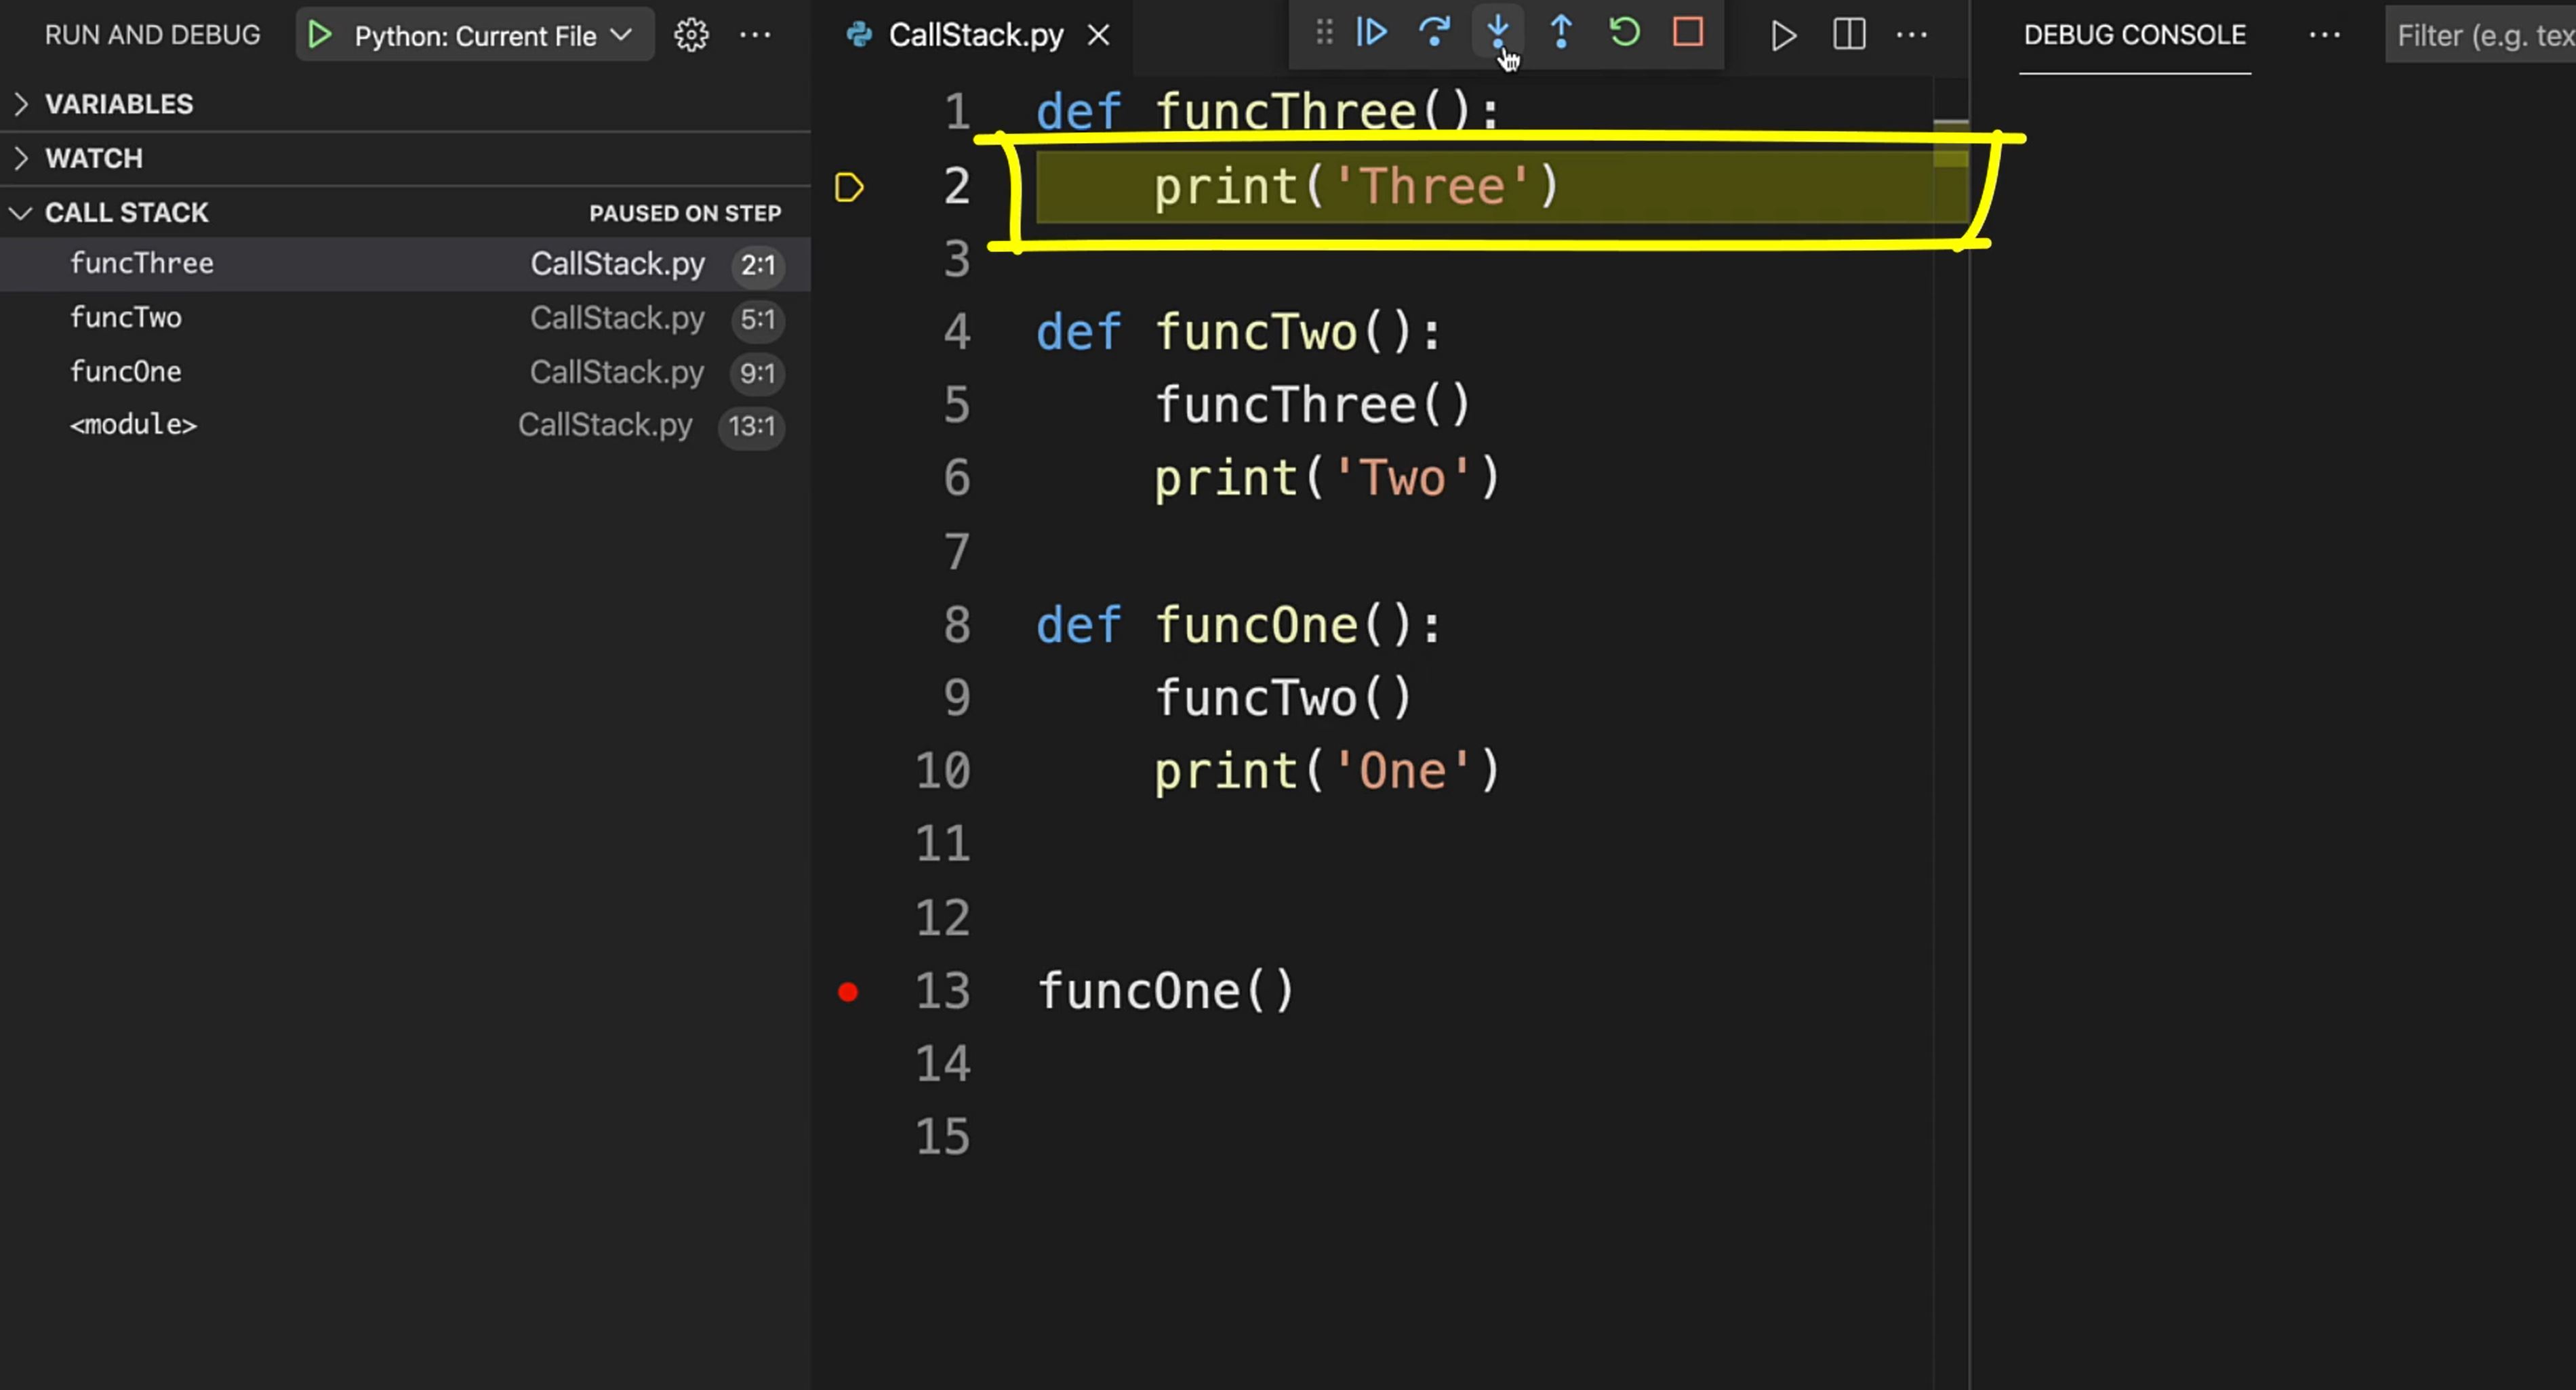 RUN AND DEBUG
Python: Current File
VARIABLES
WATCH
CALL STACK PAUSED ON STEP
funcThree CallStack.py 2:1
funcTwo CallStack.py 5:1
funcOne CallStack.py 9:1
<module> CallStack.py 13:1
CallStack.py
1 def funcThree():
2     print('Three')
3
4 def funcTwo():
5     funcThree()
6     print('Two')
7
8 def funcOne():
9     funcTwo()
10     print('One')
11
12
13 funcOne()
14
15
DEBUG CONSOLE
Filter (e.g. tex